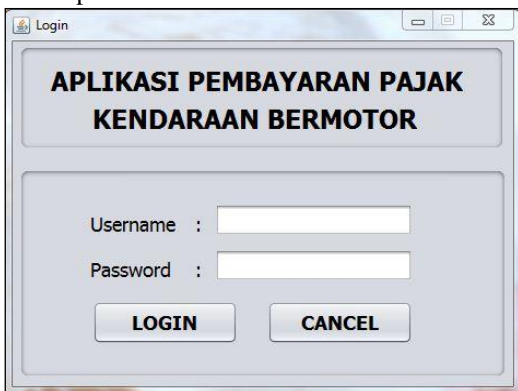 Login
APLIKASI PEMBAYARAN PAJAK
KENDARAAN BERMOTOR
Username :
Password :
LOGIN CANCEL